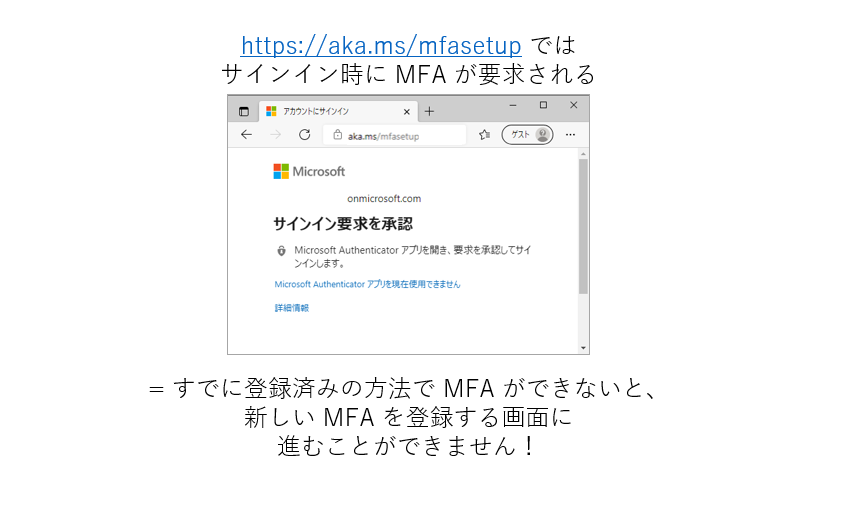 https://aka.ms/mfasetup では
サインイン時に MFA が要求される
アカウントにサインイン
aka.ms/mfasetup
ゲスト
Microsoft
onmicrosoft.com
サインイン要求を承認
Microsoft Authenticator アプリを開き、要求を承認してサイ
ンインします。
Microsoft Authenticator アプリを現在使用できません
詳細情報
= すでに登録済みの方法で MFA ができないと、
新しい MFA を登録する画面に
進むことができません！